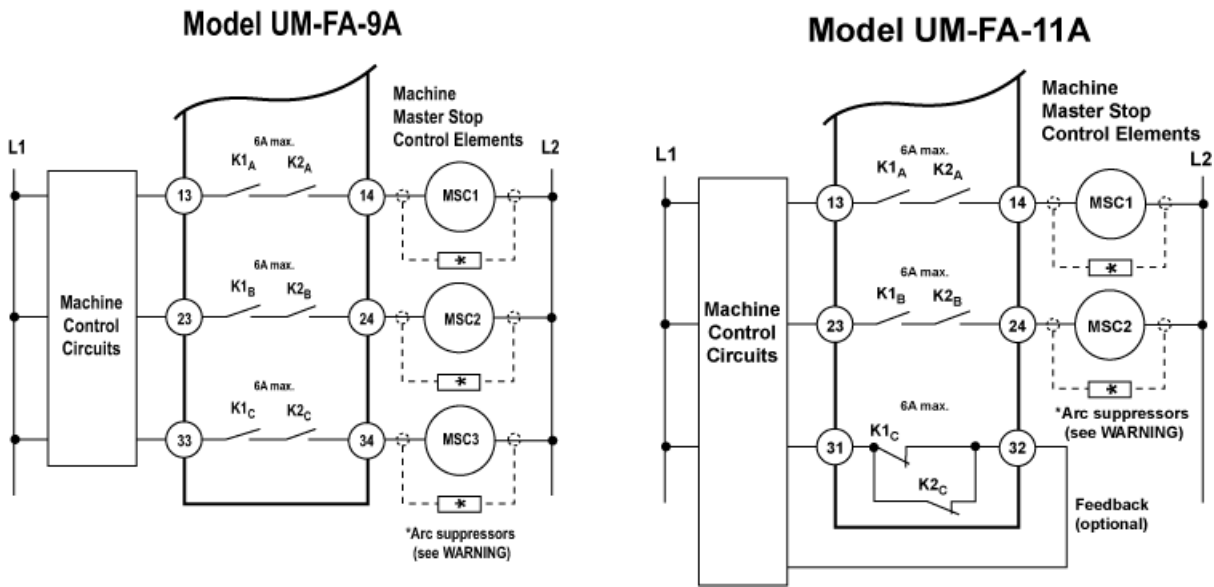 Model UM-FA-9A
Machine
Master Stop
Control Elements
L1
L2
6A max.
K1A K2A
13
14
MSC1
*
6A max.
K1B K2B
23
24
MSC2
*
Machine
Control
Circuits
6A max.
K1C K2C
33
34
MSC3
*
*Arc suppressors
(see WARNING)
Model UM-FA-11A
Machine
Master Stop
Control Elements
L1
L2
6A max.
K1A K2A
13
14
MSC1
*
6A max.
K1B K2B
23
24
MSC2
*
Machine
Control
Circuits
*Arc suppressors
(see WARNING)
6A max.
K1C
31
32
K2C
Feedback
(optional)